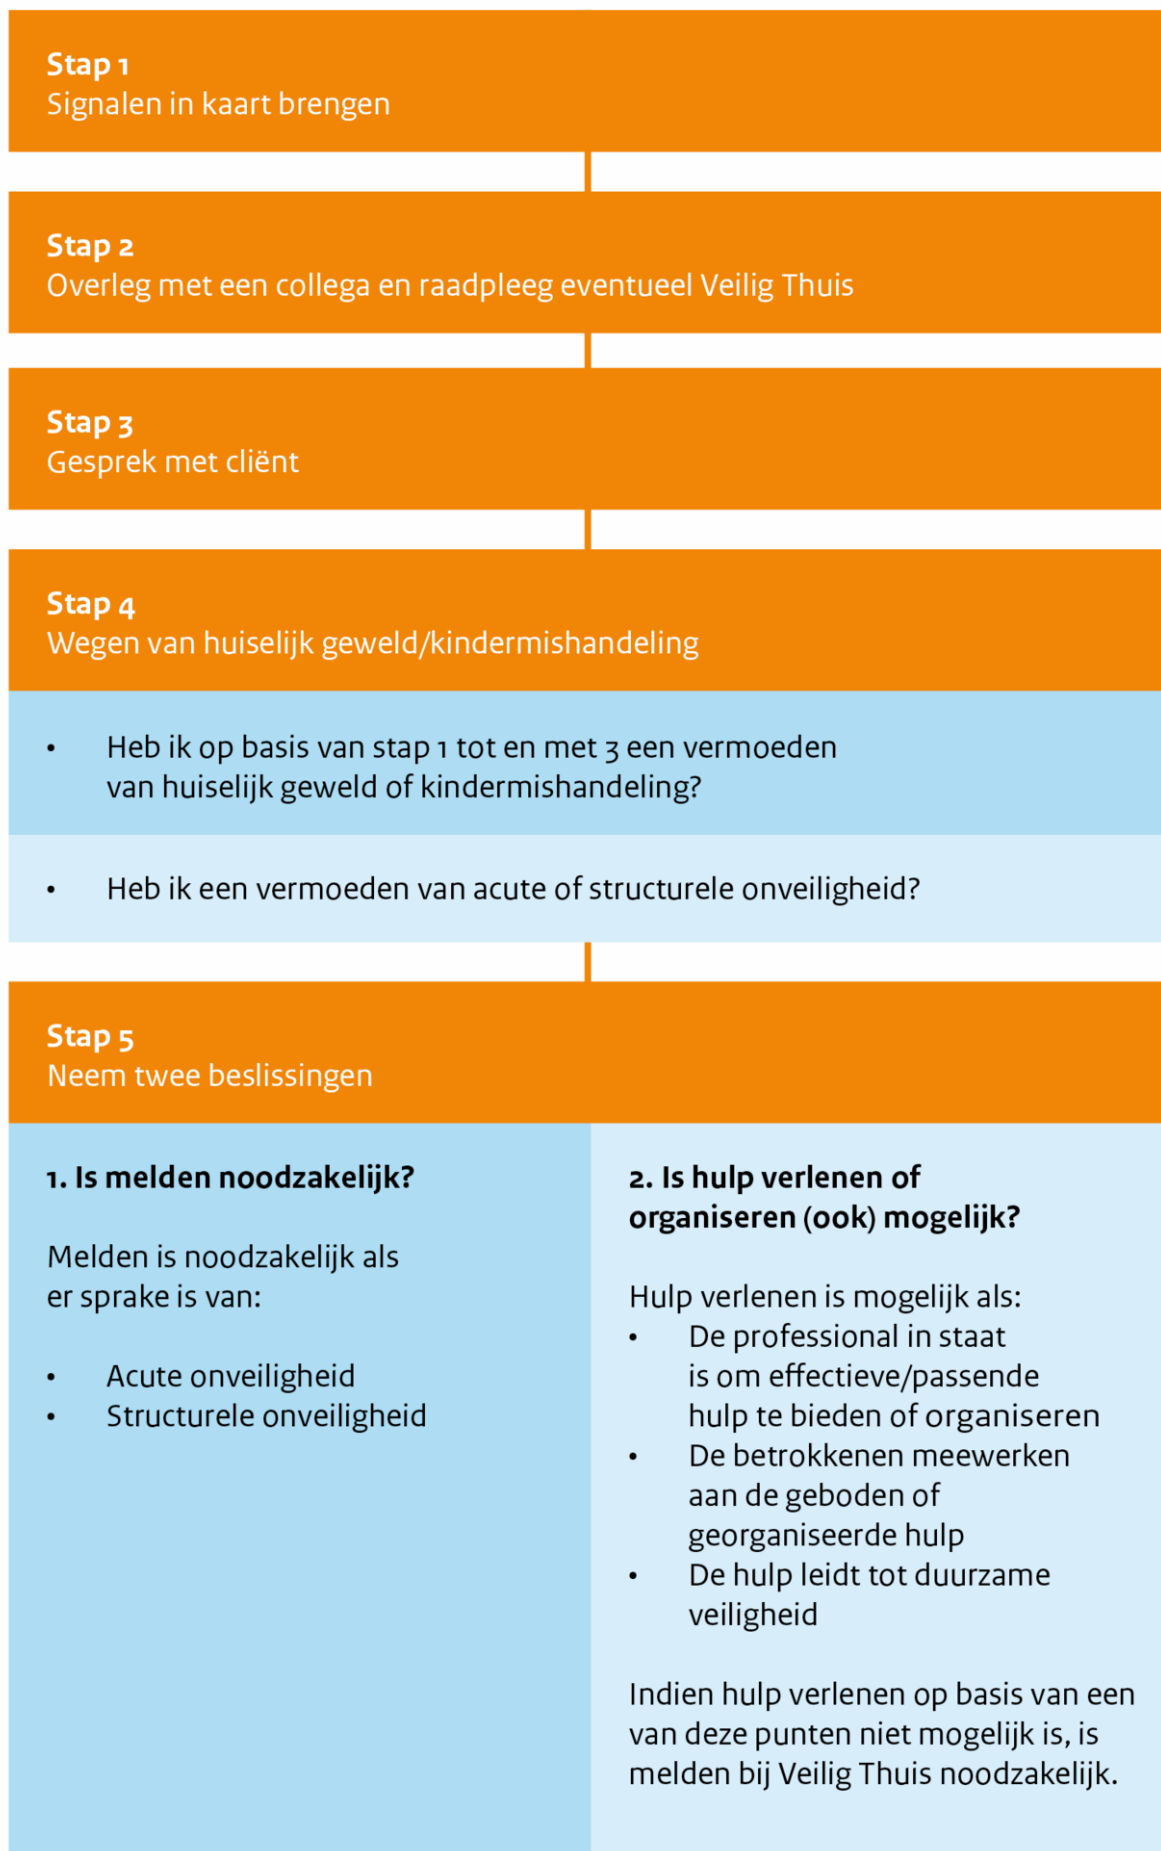 Stap 1
Signalen in kaart brengen
Stap 2
Overleg met een collega en raadpleeg eventueel Veilig Thuis
Stap 3
Gesprek met cliënt
Stap 4
Wegen van huiselijk geweld/kindermishandeling
• Heb ik op basis van stap 1 tot en met 3 een vermoeden
van huiselijk geweld of kindermishandeling?
• Heb ik een vermoeden van acute of structurele onveiligheid?
Stap 5
Neem twee beslissingen
1. Is melden noodzakelijk?
Melden is noodzakelijk als
er sprake is van:
• Acute onveiligheid
• Structurele onveiligheid
2. Is hulp verlenen of
organiseren (ook) mogelijk?
Hulp verlenen is mogelijk als:
• De professional in staat
is om effectieve/passende
hulp te bieden of organiseren
• De betrokkenen meewerken
aan de geboden of
georganiseerde hulp
• De hulp leidt tot duurzame
veiligheid
Indien hulp verlenen op basis van een
van deze punten niet mogelijk is, is
melden bij Veilig Thuis noodzakelijk.